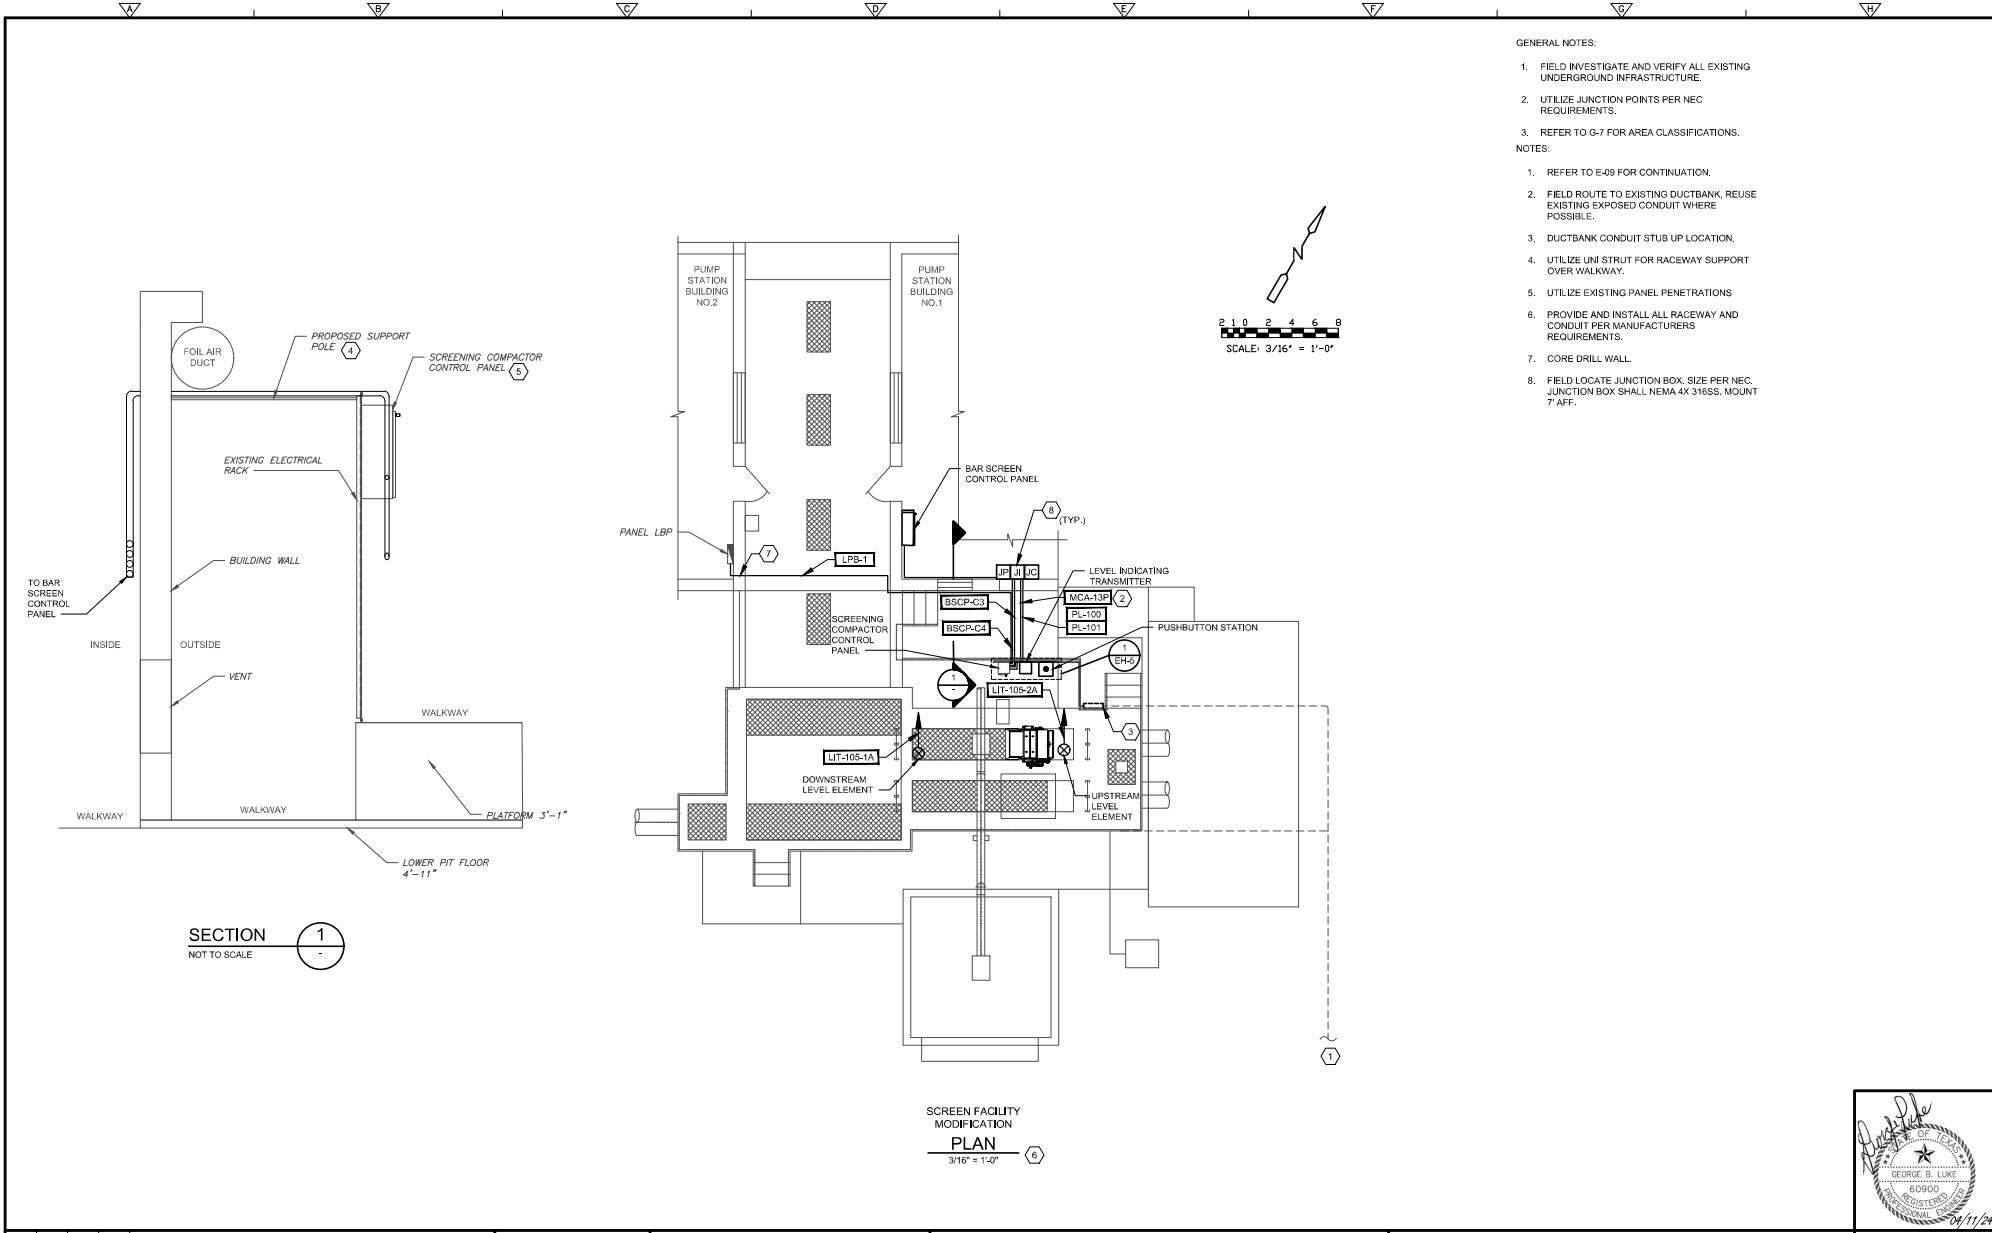 A
B
C
D
E
F
G
H
GENERAL NOTES:
1. FIELD INVESTIGATE AND VERIFY ALL EXISTING
UNDERGROUND INFRASTRUCTURE.
2. UTILIZE JUNCTION POINTS PER NEC
REQUIREMENTS.
3. REFER TO G-7 FOR AREA CLASSIFICATIONS.
NOTES:
1. REFER TO E-09 FOR CONTINUATION.
2. FIELD ROUTE TO EXISTING DUCTBANK, REUSE
EXISTING EXPOSED CONDUIT WHERE
POSSIBLE.
3. DUCTBANK CONDUIT STUB UP LOCATION.
4. UTILIZE UNI STRUT FOR RACEWAY SUPPORT
OVER WALKWAY.
5. UTILIZE EXISTING PANEL PENETRATIONS
6. PROVIDE AND INSTALL ALL RACEWAY AND
CONDUIT PER MANUFACTURERS
REQUIREMENTS.
7. CORE DRILL WALL.
8. FIELD LOCATE JUNCTION BOX. SIZE PER NEC.
JUNCTION BOX SHALL NEMA 4X 316SS. MOUNT
7' AFF.
N
2 1 0 2 4 6 8
SCALE: 3/16" = 1'-0"
FOIL AIR
DUCT
PROPOSED SUPPORT
POLE 4
SCREENING COMPACTOR
CONTROL PANEL 5
EXISTING ELECTRICAL
RACK
BUILDING WALL
TO BAR
SCREEN
CONTROL
PANEL
INSIDE
OUTSIDE
VENT
WALKWAY
WALKWAY
WALKWAY
PLATFORM 3'-1"
LOWER PIT FLOOR
4'-11"
SECTION
NOT TO SCALE
1
-
PUMP
STATION
BUILDING
NO.2
PUMP
STATION
BUILDING
NO.1
BAR SCREEN
CONTROL PANEL
8
(TYP.)
PANEL LBP
7
LPB-1
JP JI JC
LEVEL INDICATING
TRANSMITTER
BSCP-C3
MCA-13P
2
PL-100
PL-101
BSCP-C4
SCREENING
COMPACTOR
CONTROL
PANEL
PUSHBUTTON STATION
1
EH-5
1
-
LIT-105-2A
3
LIT-105-1A
DOWNSTREAM
LEVEL ELEMENT
UPSTREAM
LEVEL
ELEMENT
1
SCREEN FACILITY
MODIFICATION
PLAN
3/16" = 1'-0"
6
STATE OF TEXAS
GEORGE B. LUKE
60900
REGISTERED
PROFESSIONAL ENGINEER
04/11/24